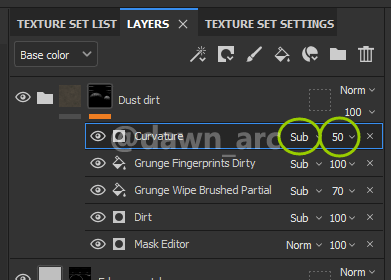 TEXTURE SET LIST LAYERS × TEXTURE SET SETTINGS
Base color
Norm
Dust dirt
100
@dawn_arc
Curvature Sub 50 ×
Grunge Fingerprints Dirty Sub 100 ×
Grunge Wipe Brushed Partial Sub 70 ×
Dirt Sub 100 ×
Mask Editor Norm 100 ×
Norm